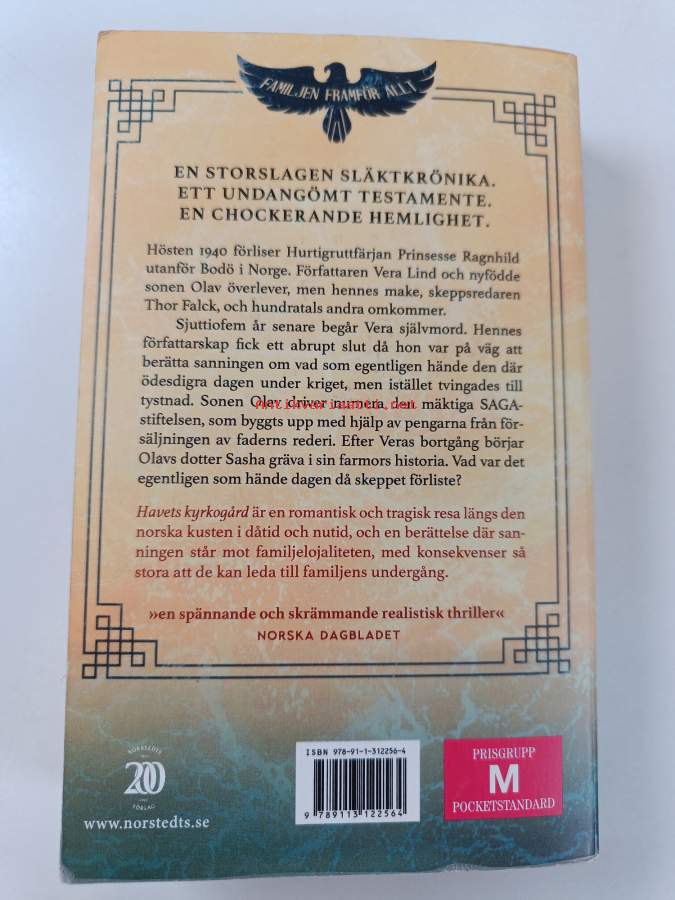 FAMILJEN FRAMFÖR ALLT
EN STORSLAGEN SLÄKTKRÖNIKA.
ETT UNDANGÖMT TESTAMENTE.
EN CHOCKERANDE HEMLIGHET.
Hösten 1940 förliser Hurtigruttfärjan Prinsesse Ragnhild
utanför Bodö i Norge. Författaren Vera Lind och nyfödde
sonen Olav överlever, men hennes make, skeppsredaren
Thor Falck, och hundratals andra omkommer.
Sjuttiofem år senare begår Vera självmord. Hennes
författarskap fick ett abrupt slut då hon var på väg att
berätta sanningen om vad som egentligen hände den där
ödesdigra dagen under kriget, men istället tvingades till
tystnad. Sonen Olav driver numera den mäktiga SAGA-
stiftelsen, som byggts upp med hjälp av pengarna från för-
säljningen av faderns rederi. Efter Veras bortgång börjar
Olavs dotter Sasha gräva i sin farmors historia. Vad var det
egentligen som hände dagen då skeppet förliste?
Havets kyrkogård är en romantisk och tragisk resa längs den
norska kusten i dåtid och nutid, och en berättelse där san-
ningen står mot familjelojaliteten, med konsekvenser så
stora att de kan leda till familjens undergång.
»en spännande och skrämmande realistisk thriller«
NORSKA DAGBLADET
NORSTEDTS
200
FÖRLAG
www.norstedts.se
ISBN 978-91-1-312256-4
9 789113 122564
PRISGRUPP
M
POCKETSTANDARD